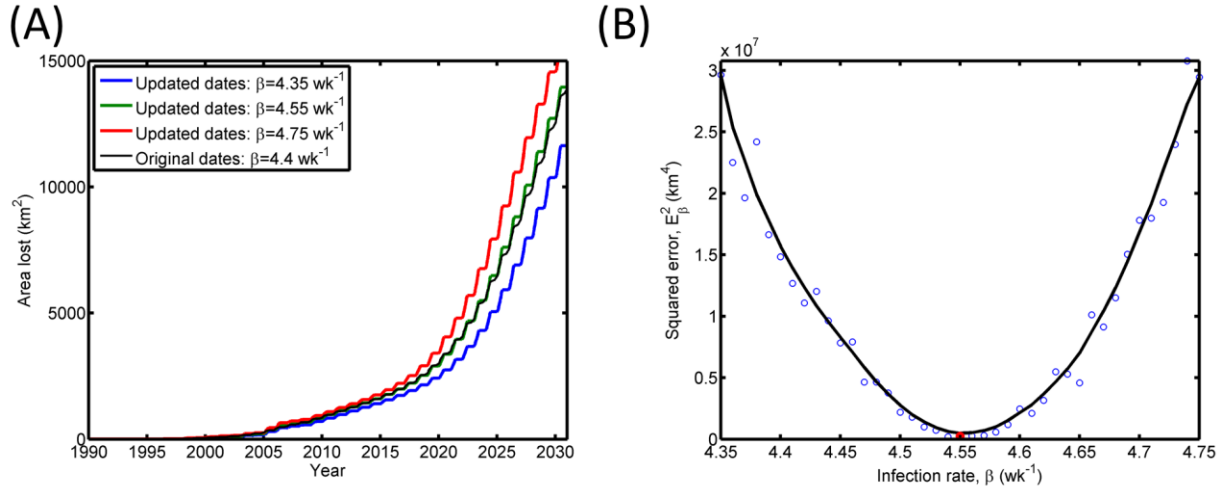 (A)
15000
10000
5000
0
Area lost (km²)
Updated dates: β=4.35 wk⁻¹
Updated dates: β=4.55 wk⁻¹
Updated dates: β=4.75 wk⁻¹
Original dates: β=4.4 wk⁻¹
1990 1995 2000 2005 2010 2015 2020 2025 2030
Year
(B)
x 10⁷
3
2.5
2
1.5
1
0.5
0
Squared error, E²β (km⁴)
4.35 4.4 4.45 4.5 4.55 4.6 4.65 4.7 4.75
Infection rate, β (wk⁻¹)